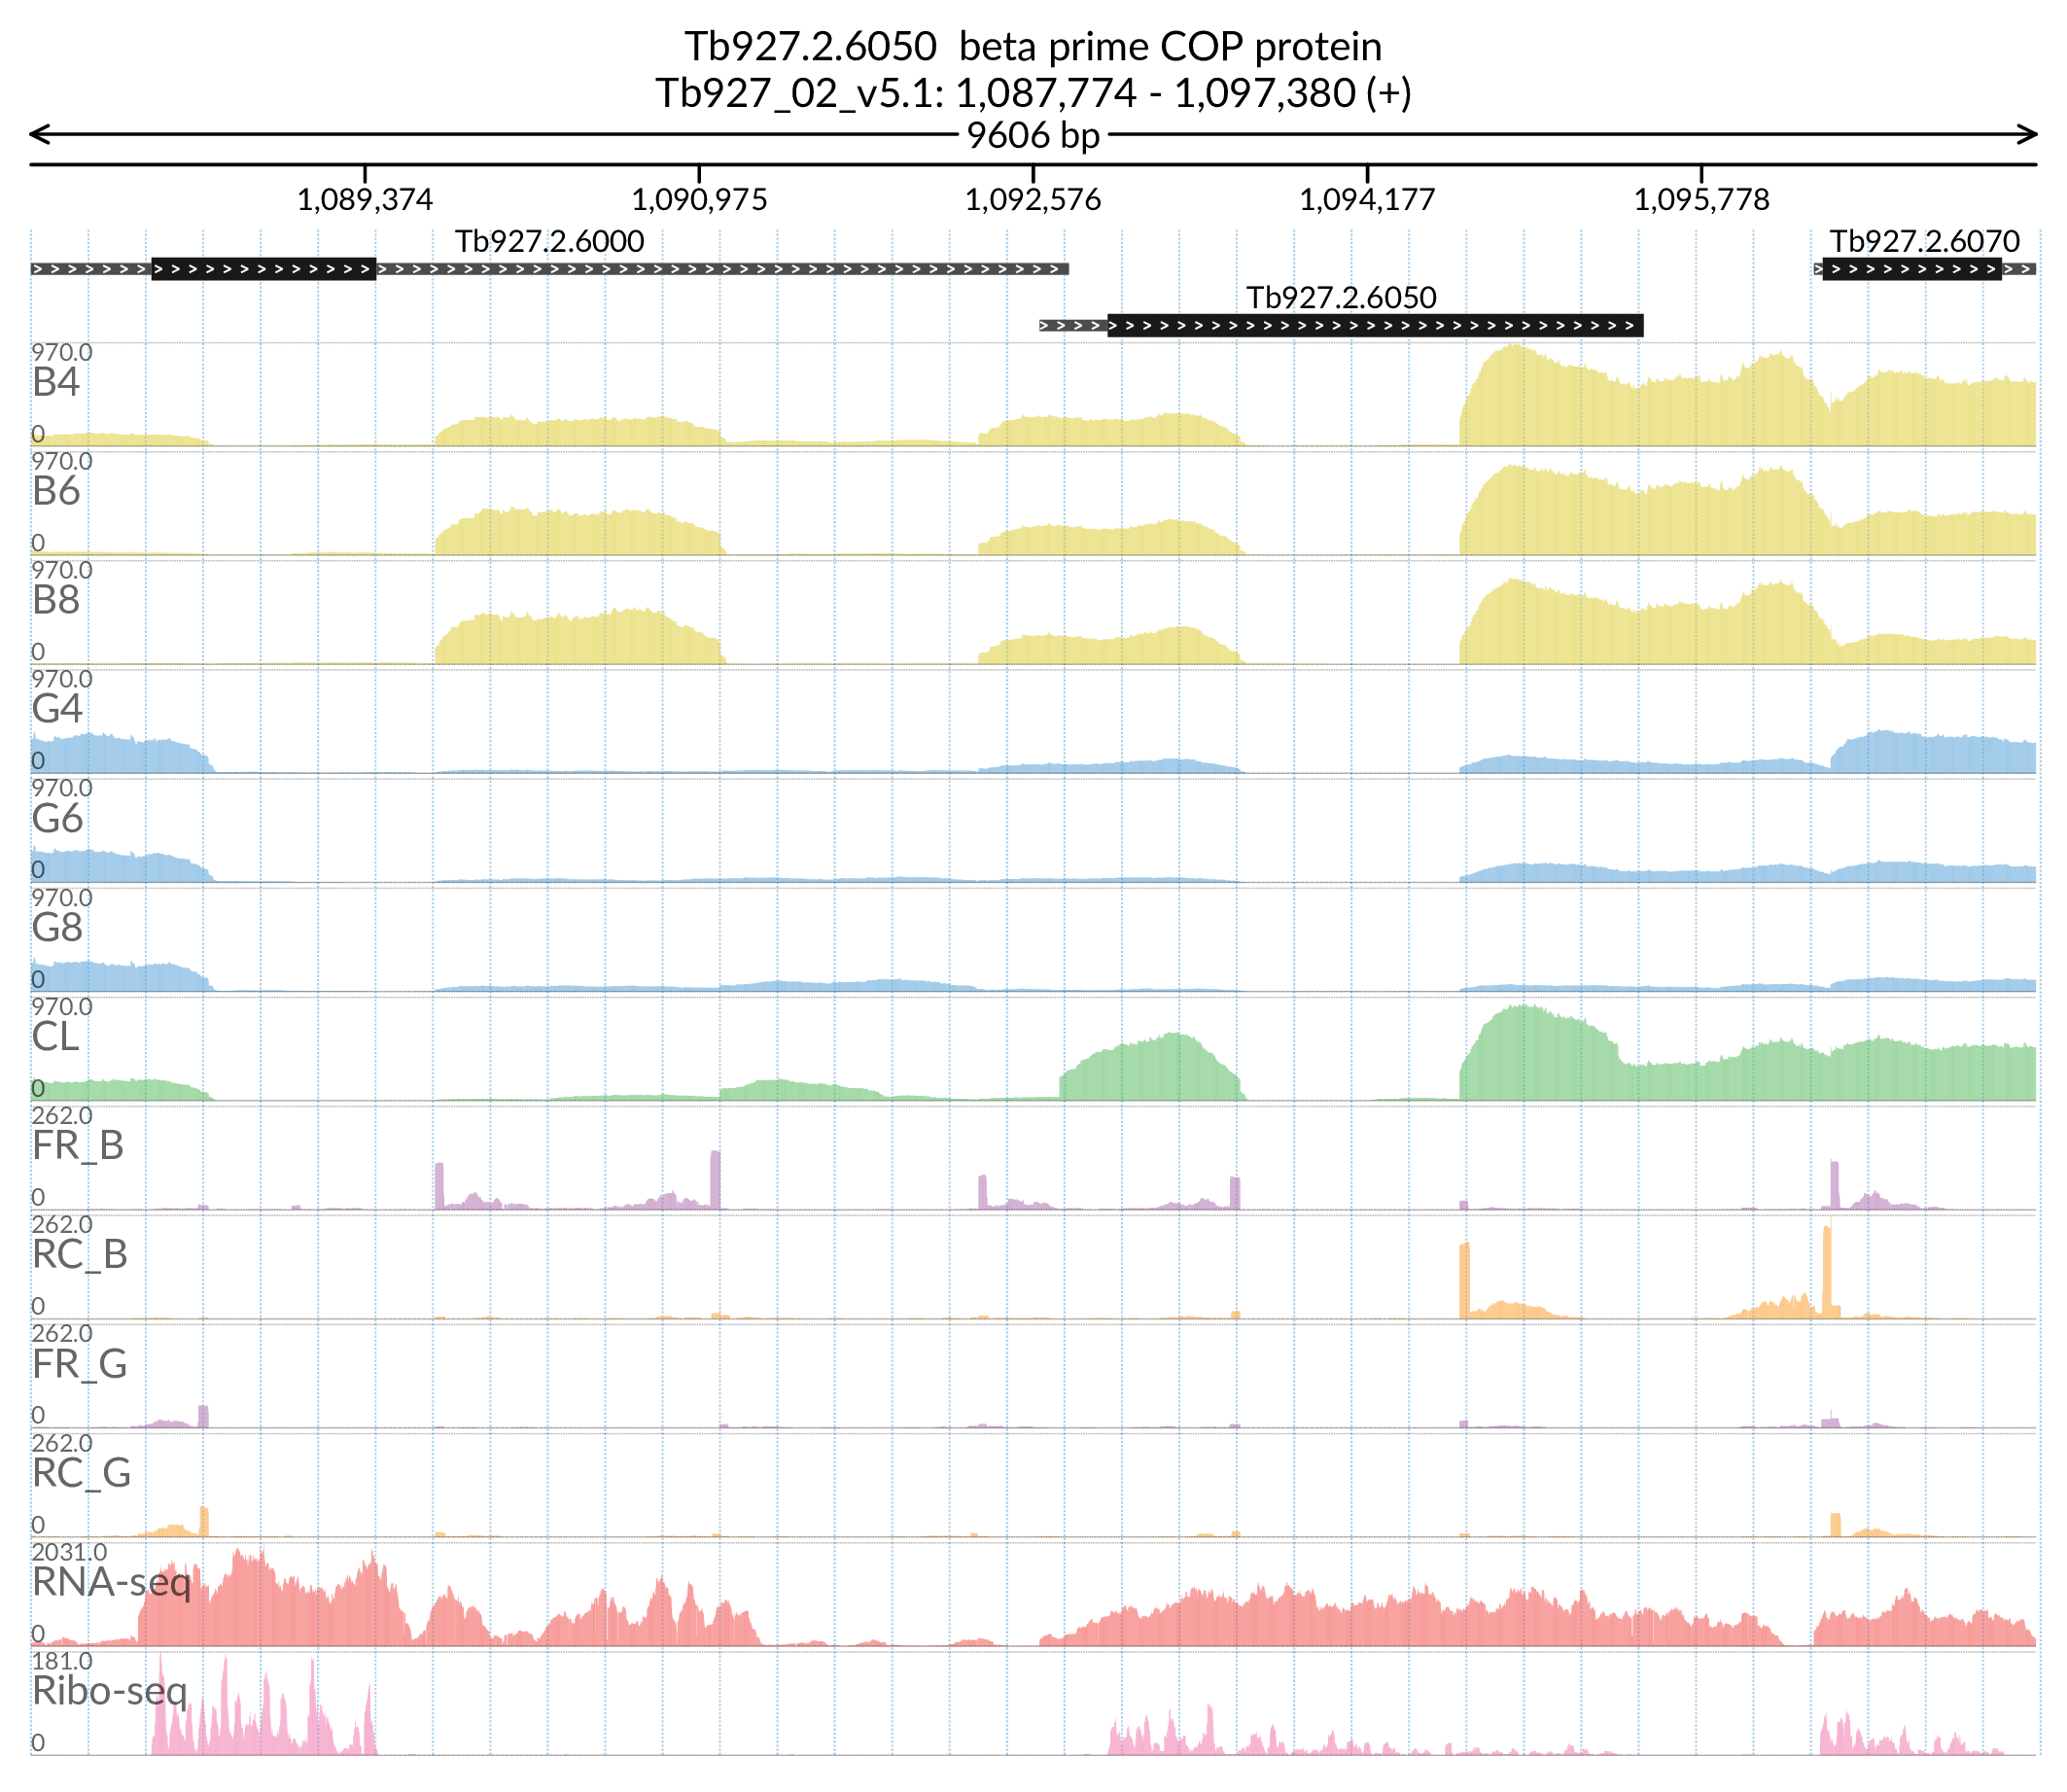 Tb927.2.6050 beta prime COP protein
Tb927_02_v5.1: 1,087,774 - 1,097,380 (+)
9606 bp
1,089,374 1,090,975 1,092,576 1,094,177 1,095,778
Tb927.2.6000 Tb927.2.6070
Tb927.2.6050
970.0
B4
0
970.0
B6
0
970.0
B8
0
970.0
G4
0
970.0
G6
0
970.0
G8
0
970.0
CL
0
262.0
FR_B
0
262.0
RC_B
0
262.0
FR_G
0
262.0
RC_G
0
2031.0
RNA-seq
0
181.0
Ribo-seq
0